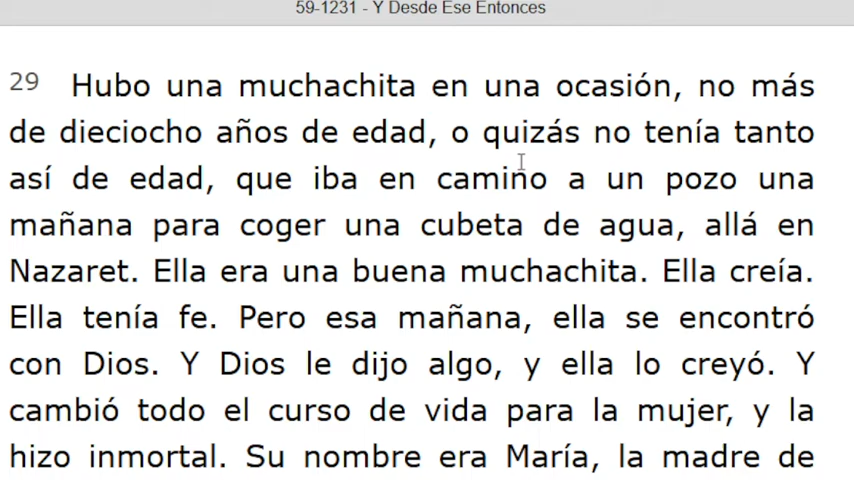 59-1231 - Y Desde Ese Entonces
29 Hubo una muchachita en una ocasión, no más
de dieciocho años de edad, o quizás no tenía tanto
así de edad, que iba en camino a un pozo una
mañana para coger una cubeta de agua, allá en
Nazaret. Ella era una buena muchachita. Ella creía.
Ella tenía fe. Pero esa mañana, ella se encontró
con Dios. Y Dios le dijo algo, y ella lo creyó. Y
cambió todo el curso de vida para la mujer, y la
hizo inmortal. Su nombre era María, la madre de